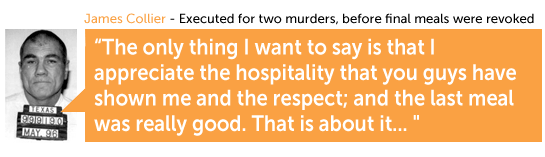 James Collier - Executed for two murders, before final meals were revoked
“The only thing I want to say is that I
appreciate the hospitality that you guys have
shown me and the respect; and the last meal
was really good. That is about it... "
TEXAS
999190
MAY. 96